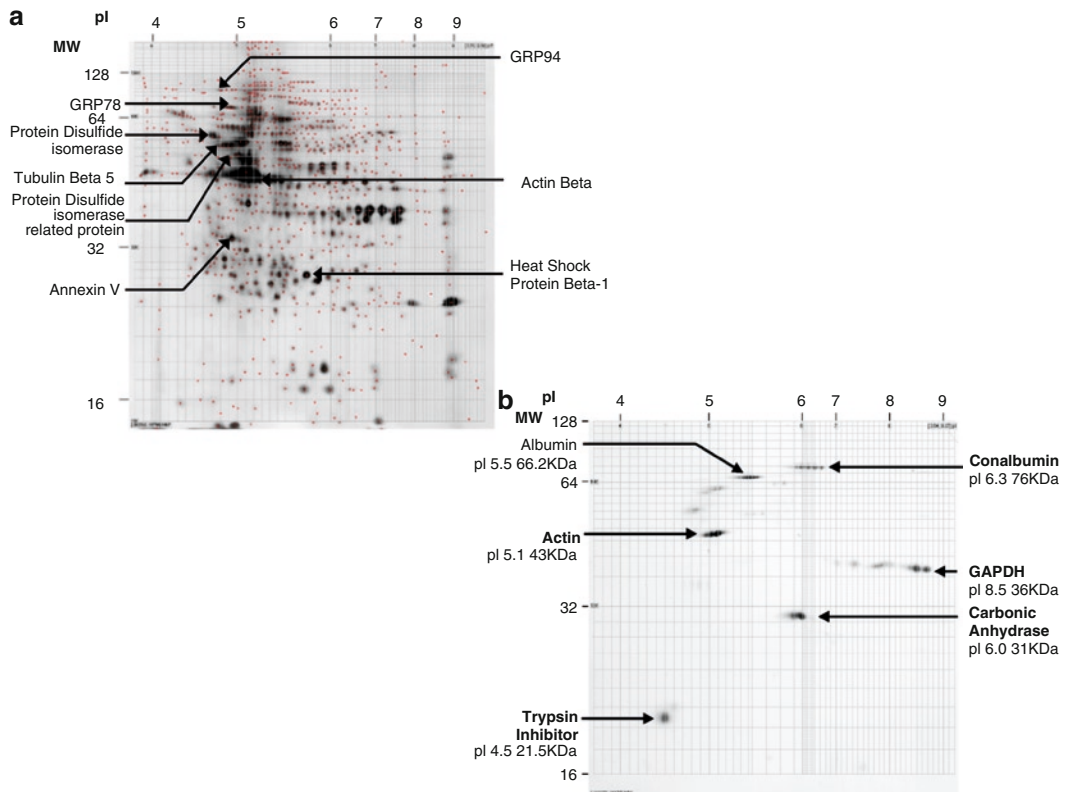 a
pI 4 5 6 7 8 9
MW
128
GRP94
GRP78
64
Protein Disulfide
isomerase
Tubulin Beta 5
Actin Beta
Protein Disulfide
isomerase
related protein
32
Heat Shock
Protein Beta-1
Annexin V
16
b
pI 4 5 6 7 8 9
MW 128
Albumin
pI 5.5 66.2KDa
64
Conalbumin
pI 6.3 76KDa
Actin
pI 5.1 43KDa
GAPDH
pI 8.5 36KDa
32
Carbonic
Anhydrase
pI 6.0 31KDa
Trypsin
Inhibitor
pI 4.5 21.5KDa
16